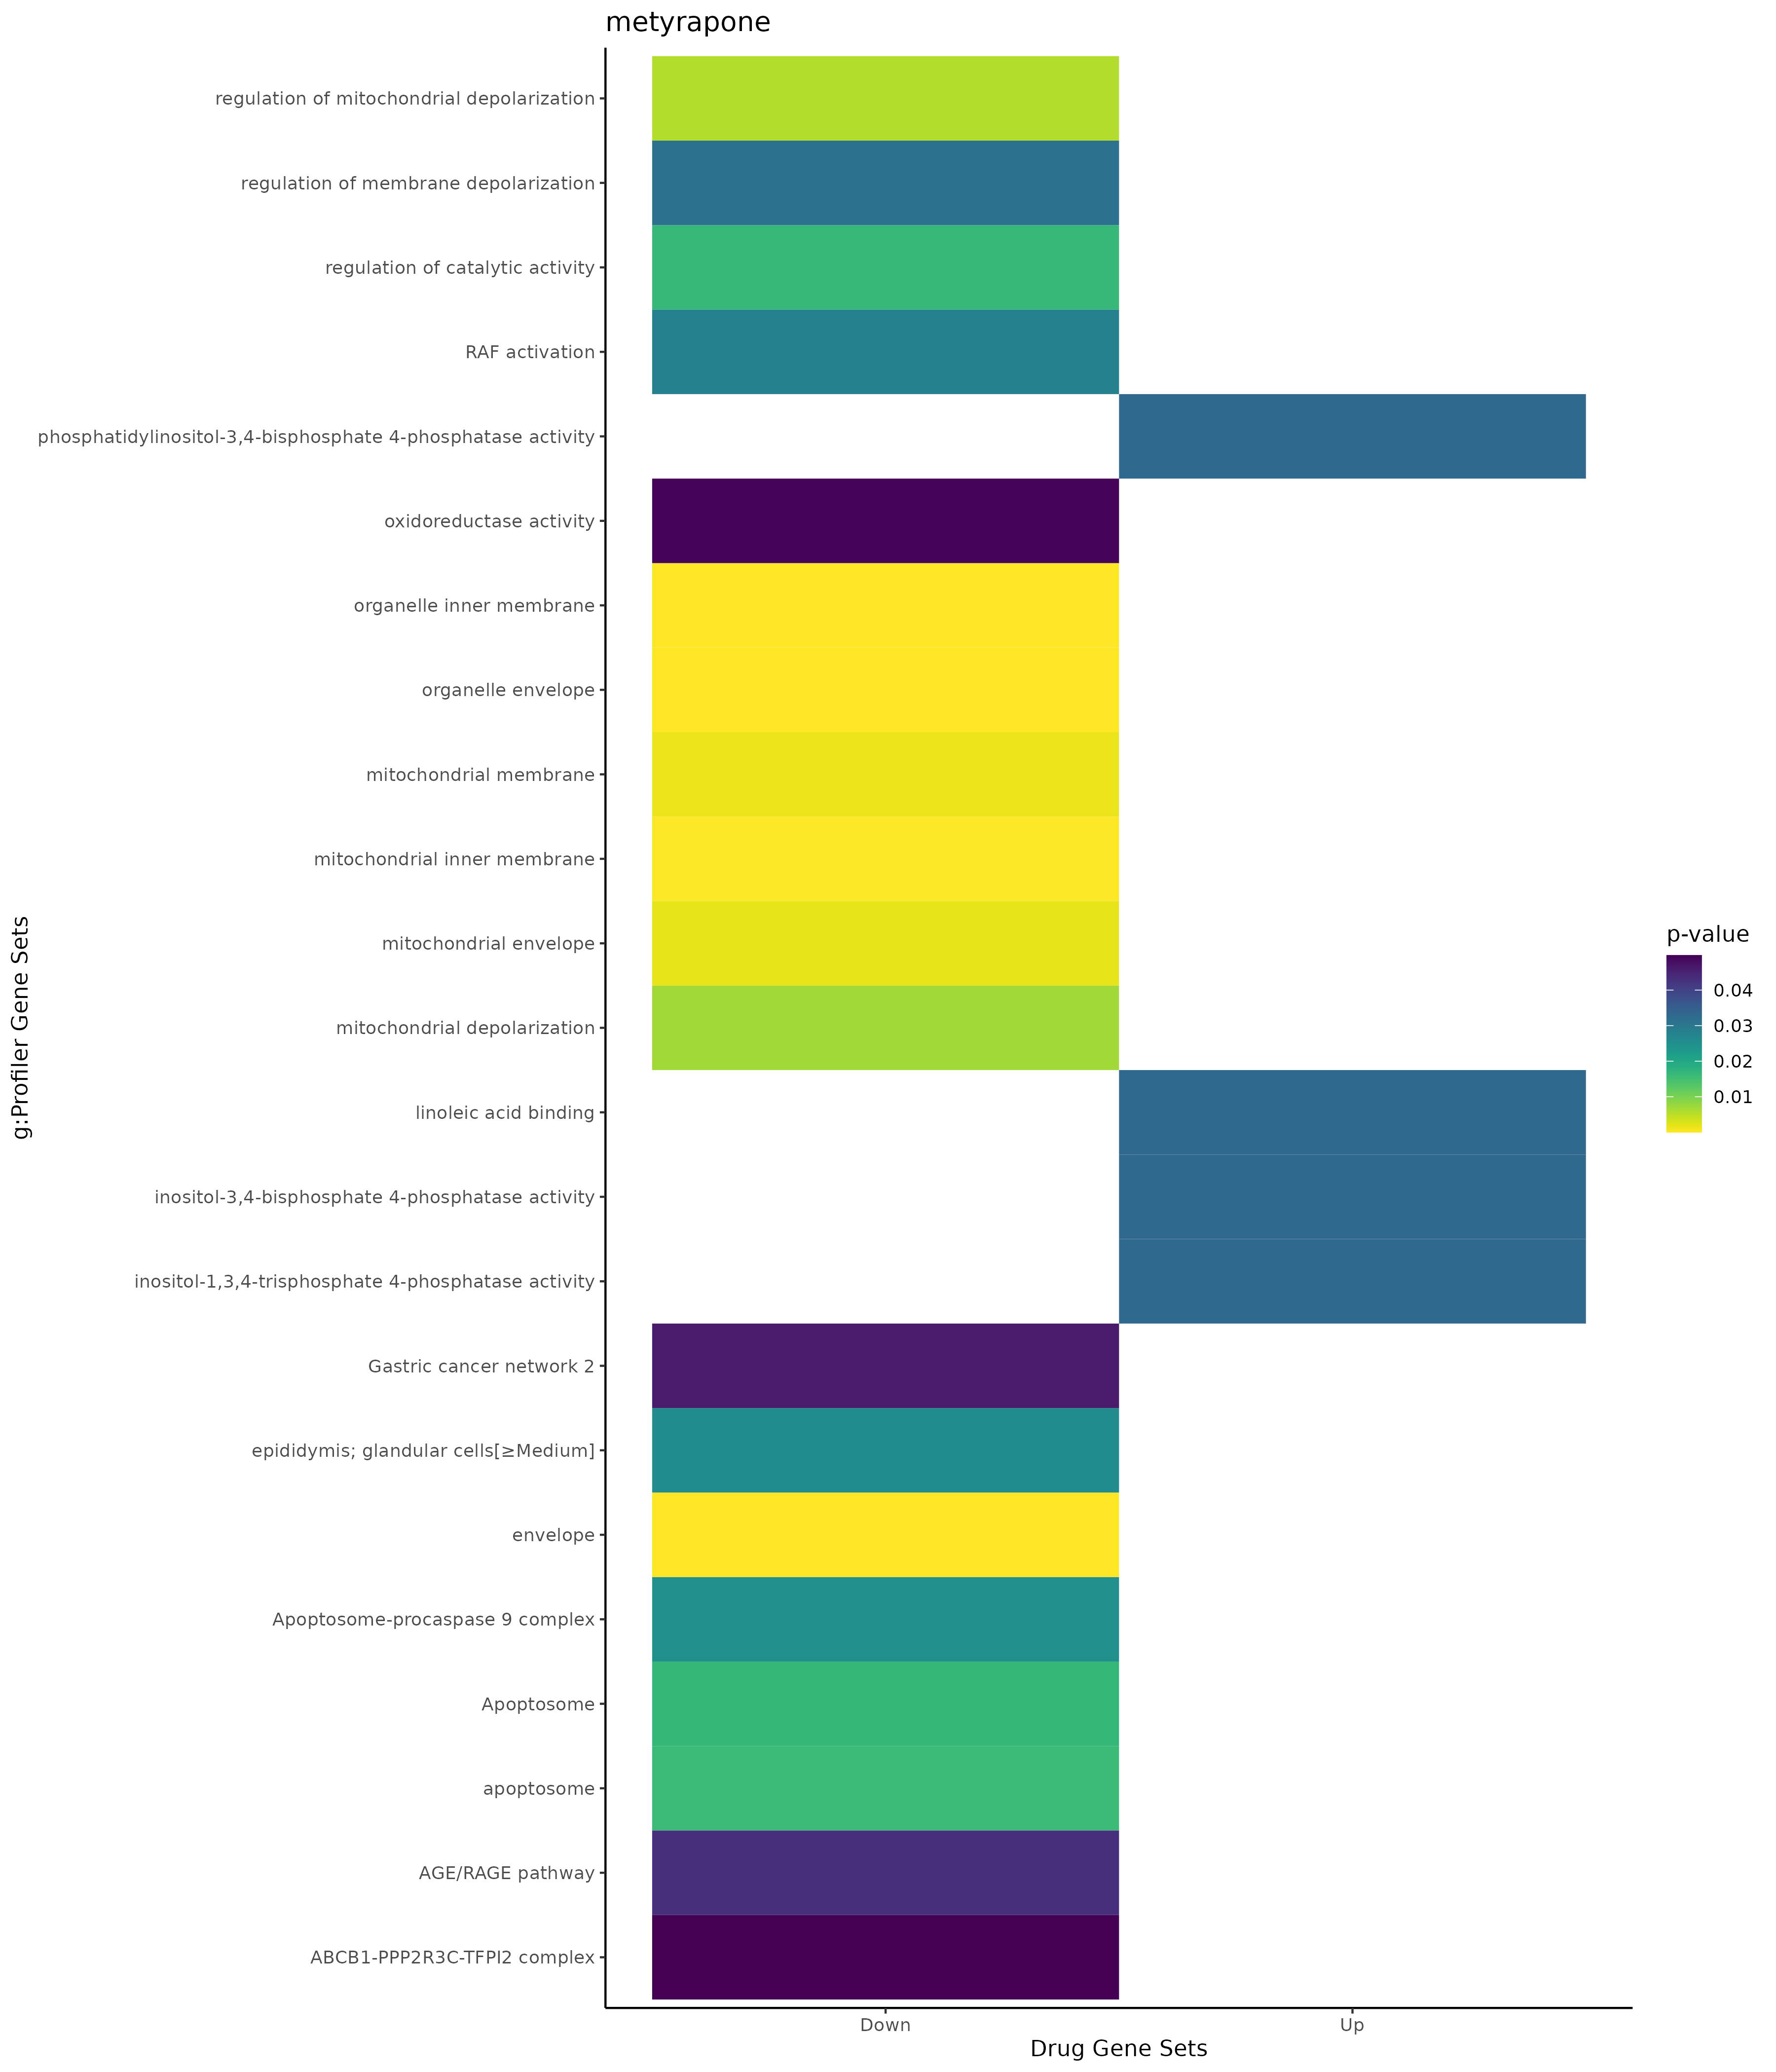 metyrapone
regulation of mitochondrial depolarization
regulation of membrane depolarization
regulation of catalytic activity
RAF activation
phosphatidylinositol-3,4-bisphosphate 4-phosphatase activity
oxidoreductase activity
organelle inner membrane
organelle envelope
mitochondrial membrane
mitochondrial inner membrane
mitochondrial envelope
mitochondrial depolarization
linoleic acid binding
inositol-3,4-bisphosphate 4-phosphatase activity
inositol-1,3,4-trisphosphate 4-phosphatase activity
Gastric cancer network 2
epididymis; glandular cells[≥Medium]
envelope
Apoptosome-procaspase 9 complex
Apoptosome
apoptosome
AGE/RAGE pathway
ABCB1-PPP2R3C-TFPI2 complex
g:Profiler Gene Sets
Down
Up
Drug Gene Sets
p-value
0.04
0.03
0.02
0.01